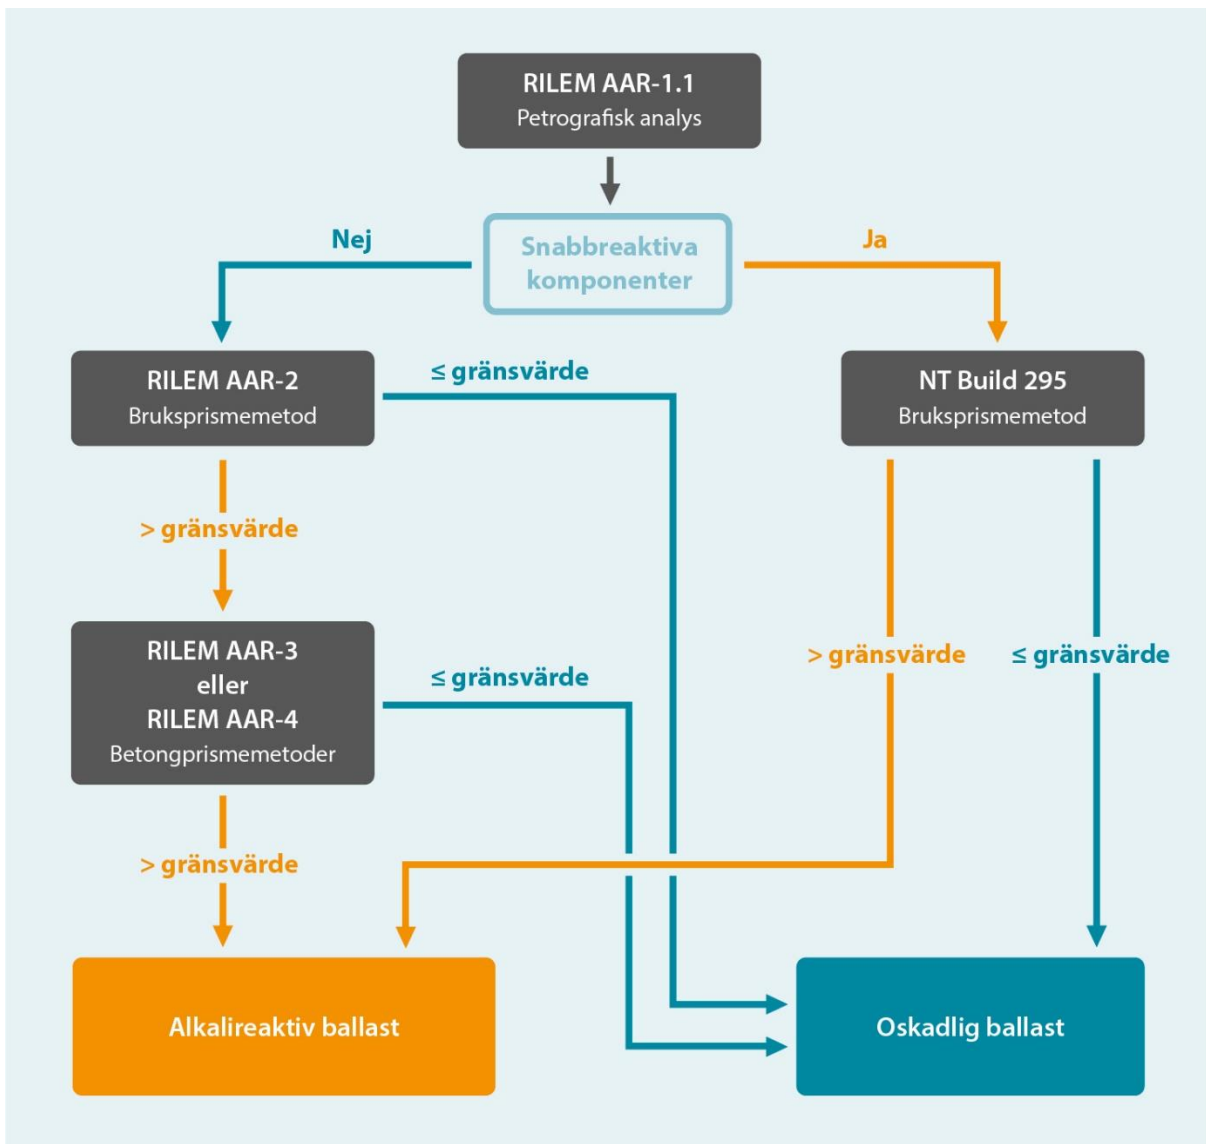 RILEM AAR-1.1
Petrografisk analys
Nej
Snabbreaktiva
komponenter
Ja
RILEM AAR-2
Bruksprismemetod
≤ gränsvärde
NT Build 295
Bruksprismemetod
> gränsvärde
RILEM AAR-3
eller
RILEM AAR-4
Betongprismemetoder
≤ gränsvärde
> gränsvärde
≤ gränsvärde
> gränsvärde
Alkalireaktiv ballast
Oskadlig ballast